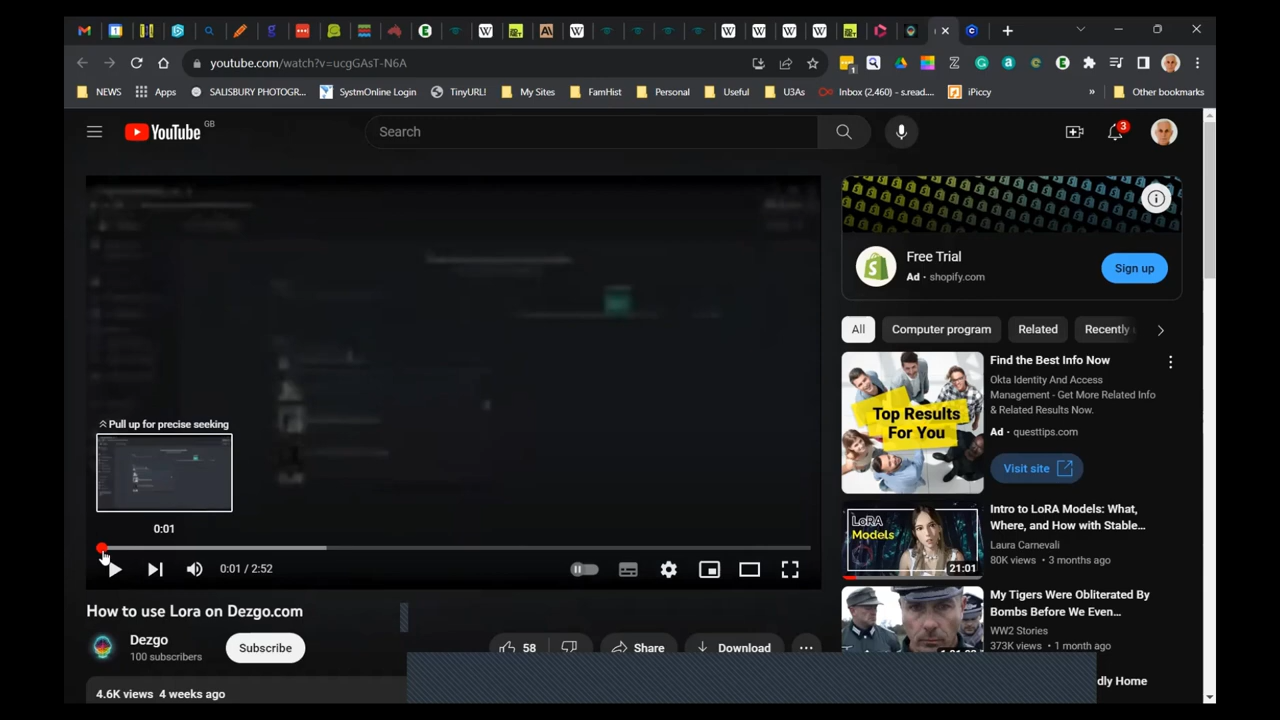 youtube.com/watch?v=ucgGAsT-N6A
NEWS Apps SALISBURY PHOTOGR... SystmOnline Login TinyURL! My Sites FamHist Personal Useful U3As Inbox (2,460) - s.read.... iPiccy » Other bookmarks
YouTube GB
Search
3
Free Trial
Ad • shopify.com
Sign up
All Computer program Related Recently
Find the Best Info Now
Okta Identity And Access
Management - Get More Related Info
& Related Results Now.
Ad • questtips.com
Visit site
Top Results
For You
Pull up for precise seeking
0:01
0:01 / 2:52
LoRA
Models
21:01
Intro to LoRA Models: What,
Where, and How with Stable...
Laura Carnevali
80K views • 3 months ago
My Tigers Were Obliterated By
Bombs Before We Even...
WW2 Stories
373K views • 1 month ago
How to use Lora on Dezgo.com
Dezgo
100 subscribers
Subscribe
58
Share
Download
4.6K views 4 weeks ago
dly Home